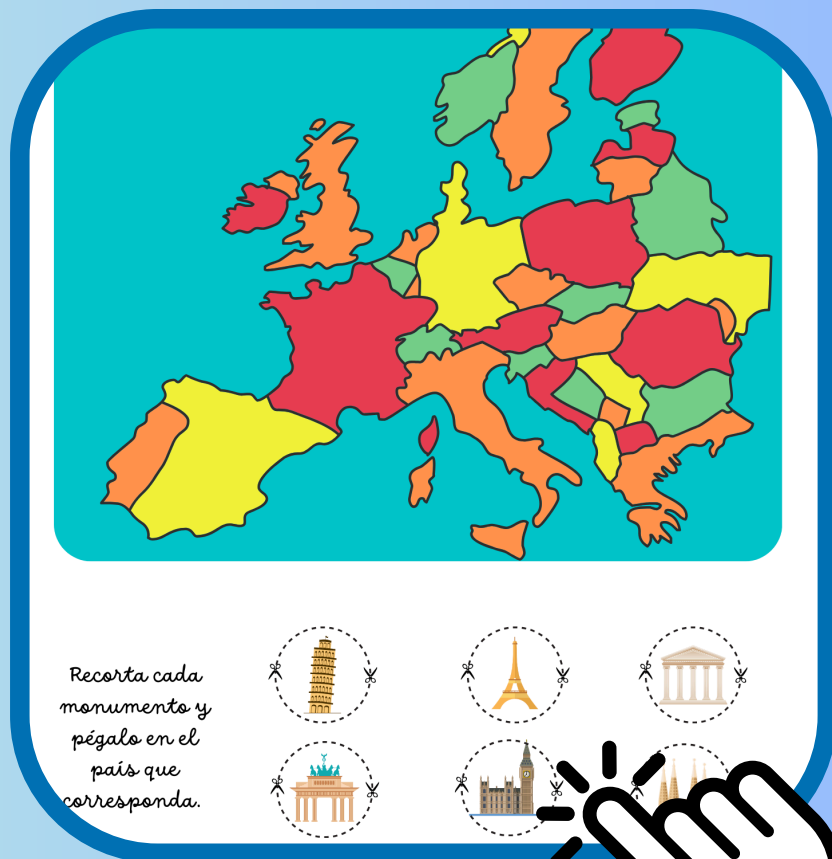 Recorta cada
monumento y
pégalo en el
país que
corresponda.